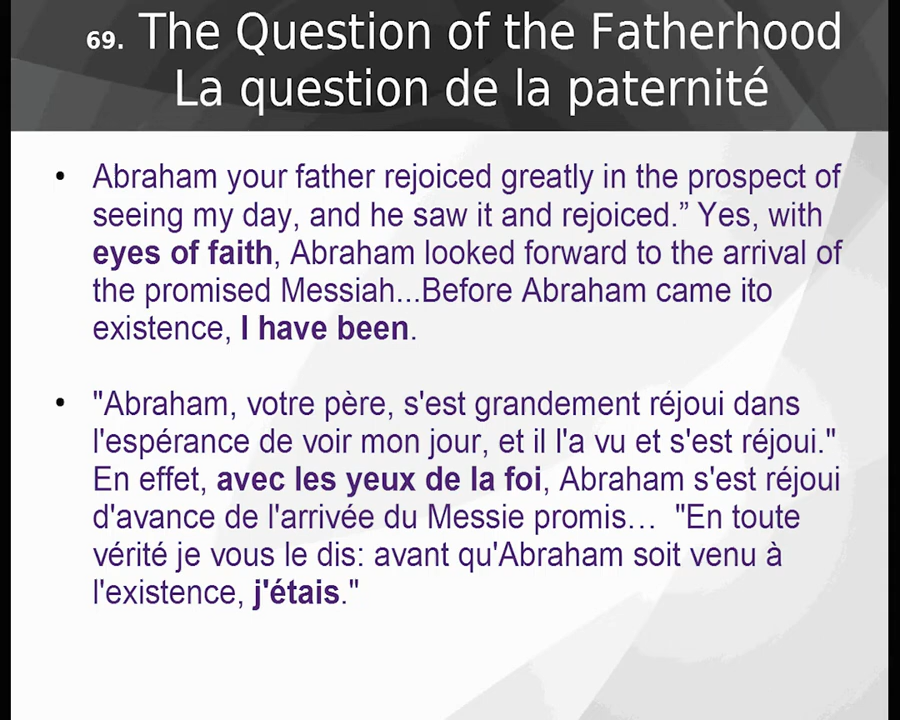 69. The Question of the Fatherhood
La question de la paternité
• Abraham your father rejoiced greatly in the prospect of
seeing my day, and he saw it and rejoiced.” Yes, with
eyes of faith, Abraham looked forward to the arrival of
the promised Messiah...Before Abraham came ito
existence, I have been.
• "Abraham, votre père, s'est grandement réjoui dans
l'espérance de voir mon jour, et il l'a vu et s'est réjoui."
En effet, avec les yeux de la foi, Abraham s'est réjoui
d'avance de l'arrivée du Messie promis… "En toute
vérité je vous le dis: avant qu'Abraham soit venu à
l'existence, j'étais."